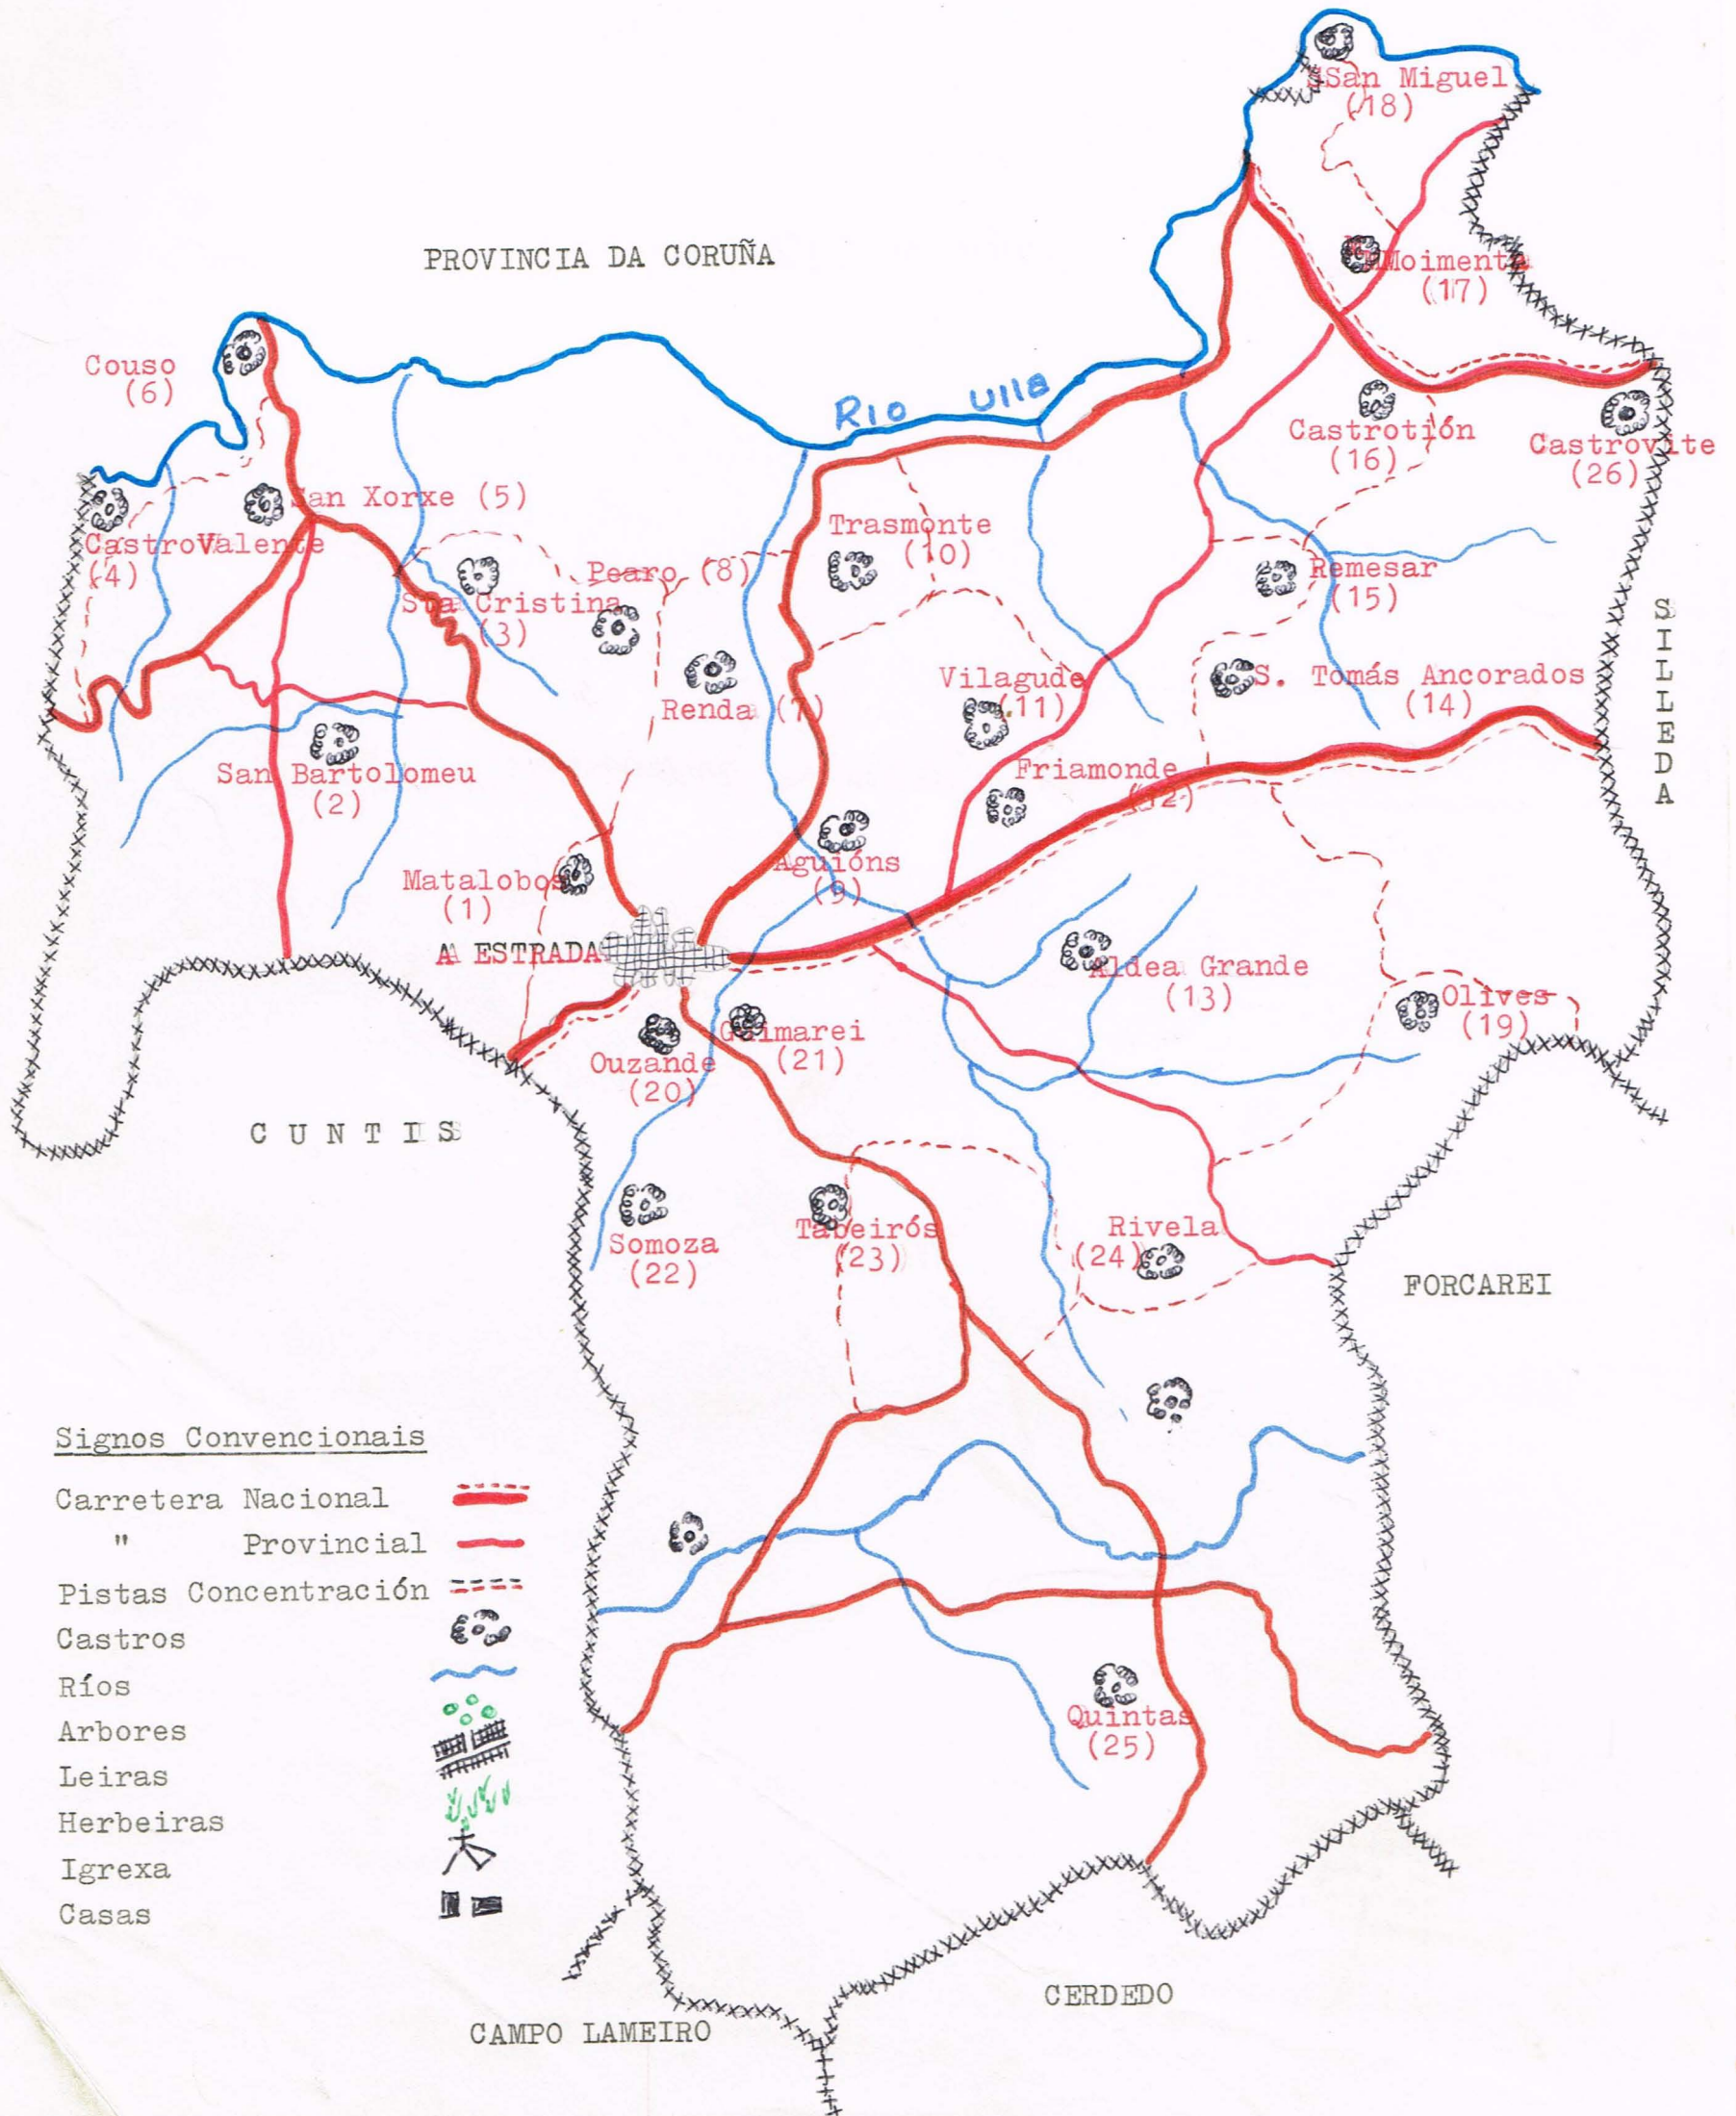 SSan Miguel
(18)
PROVINCIA DA CORUÑA
Moimenta
(17)
Couso
(6)
Rio Ulla
Castrotión
(16)
Castrovite
(26)
San Xorxe (5)
CastroValente
(4)
Trasmonte
(10)
Pearo (8)
Remesar
(15)
Sta Cristina
(3)
SILLEDA
Vilagude
(11)
S. Tomás Ancorados
(14)
Renda (7)
San Bartolomeu
(2)
Friamonde
(12)
Aguións
(9)
Matalobos
(1)
A ESTRADA
Aldea Grande
(13)
Olives
(19)
Guimarei
(21)
Ouzande
(20)
CUNTIS
Somoza
(22)
Tabeirós
(23)
Rivela
(24)
FORCAREI
Signos Convencionais
Carretera Nacional
" Provincial
Pistas Concentración
Castros
Ríos
Arbores
Leiras
Herbeiras
Igrexa
Casas
Quintas
(25)
CERDEDO
CAMPO LAMEIRO